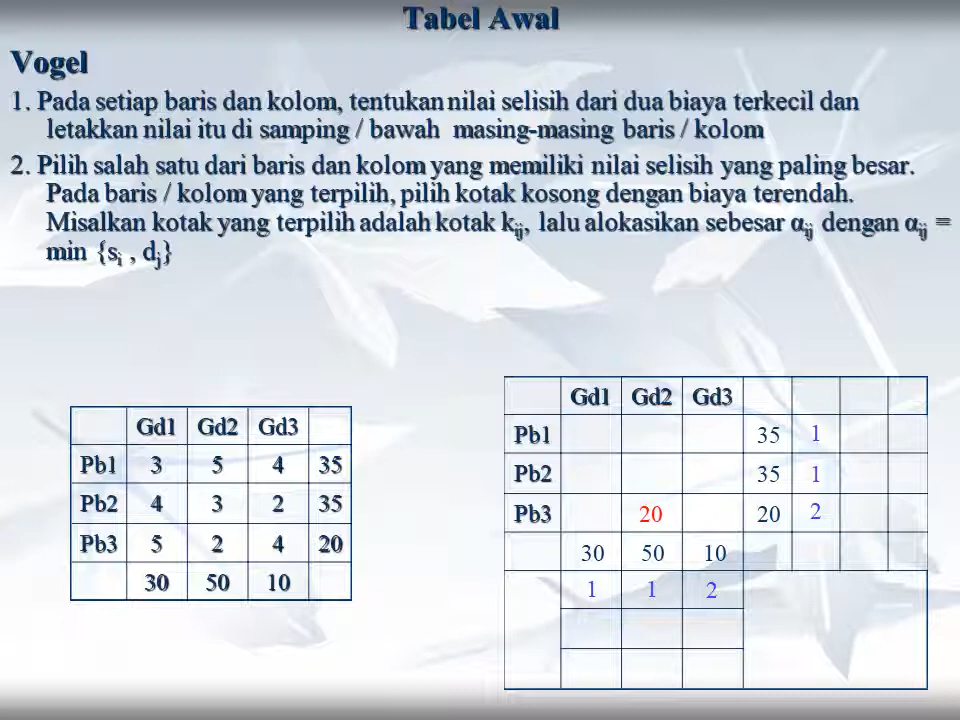 Tabel Awal
Vogel
1. Pada setiap baris dan kolom, tentukan nilai selisih dari dua biaya terkecil dan
letakkan nilai itu di samping / bawah masing-masing baris / kolom
2. Pilih salah satu dari baris dan kolom yang memiliki nilai selisih yang paling besar.
Pada baris / kolom yang terpilih, pilih kotak kosong dengan biaya terendah.
Misalkan kotak yang terpilih adalah kotak kij, lalu alokasikan sebesar αij dengan αij =
min {si , dj}
Gd1 Gd2 Gd3
Pb1 3 5 4 35
Pb2 4 3 2 35
Pb3 5 2 4 20
30 50 10
Gd1 Gd2 Gd3
Pb1 35 1
Pb2 35 1
Pb3 20 20 2
30 50 10
1 1 2